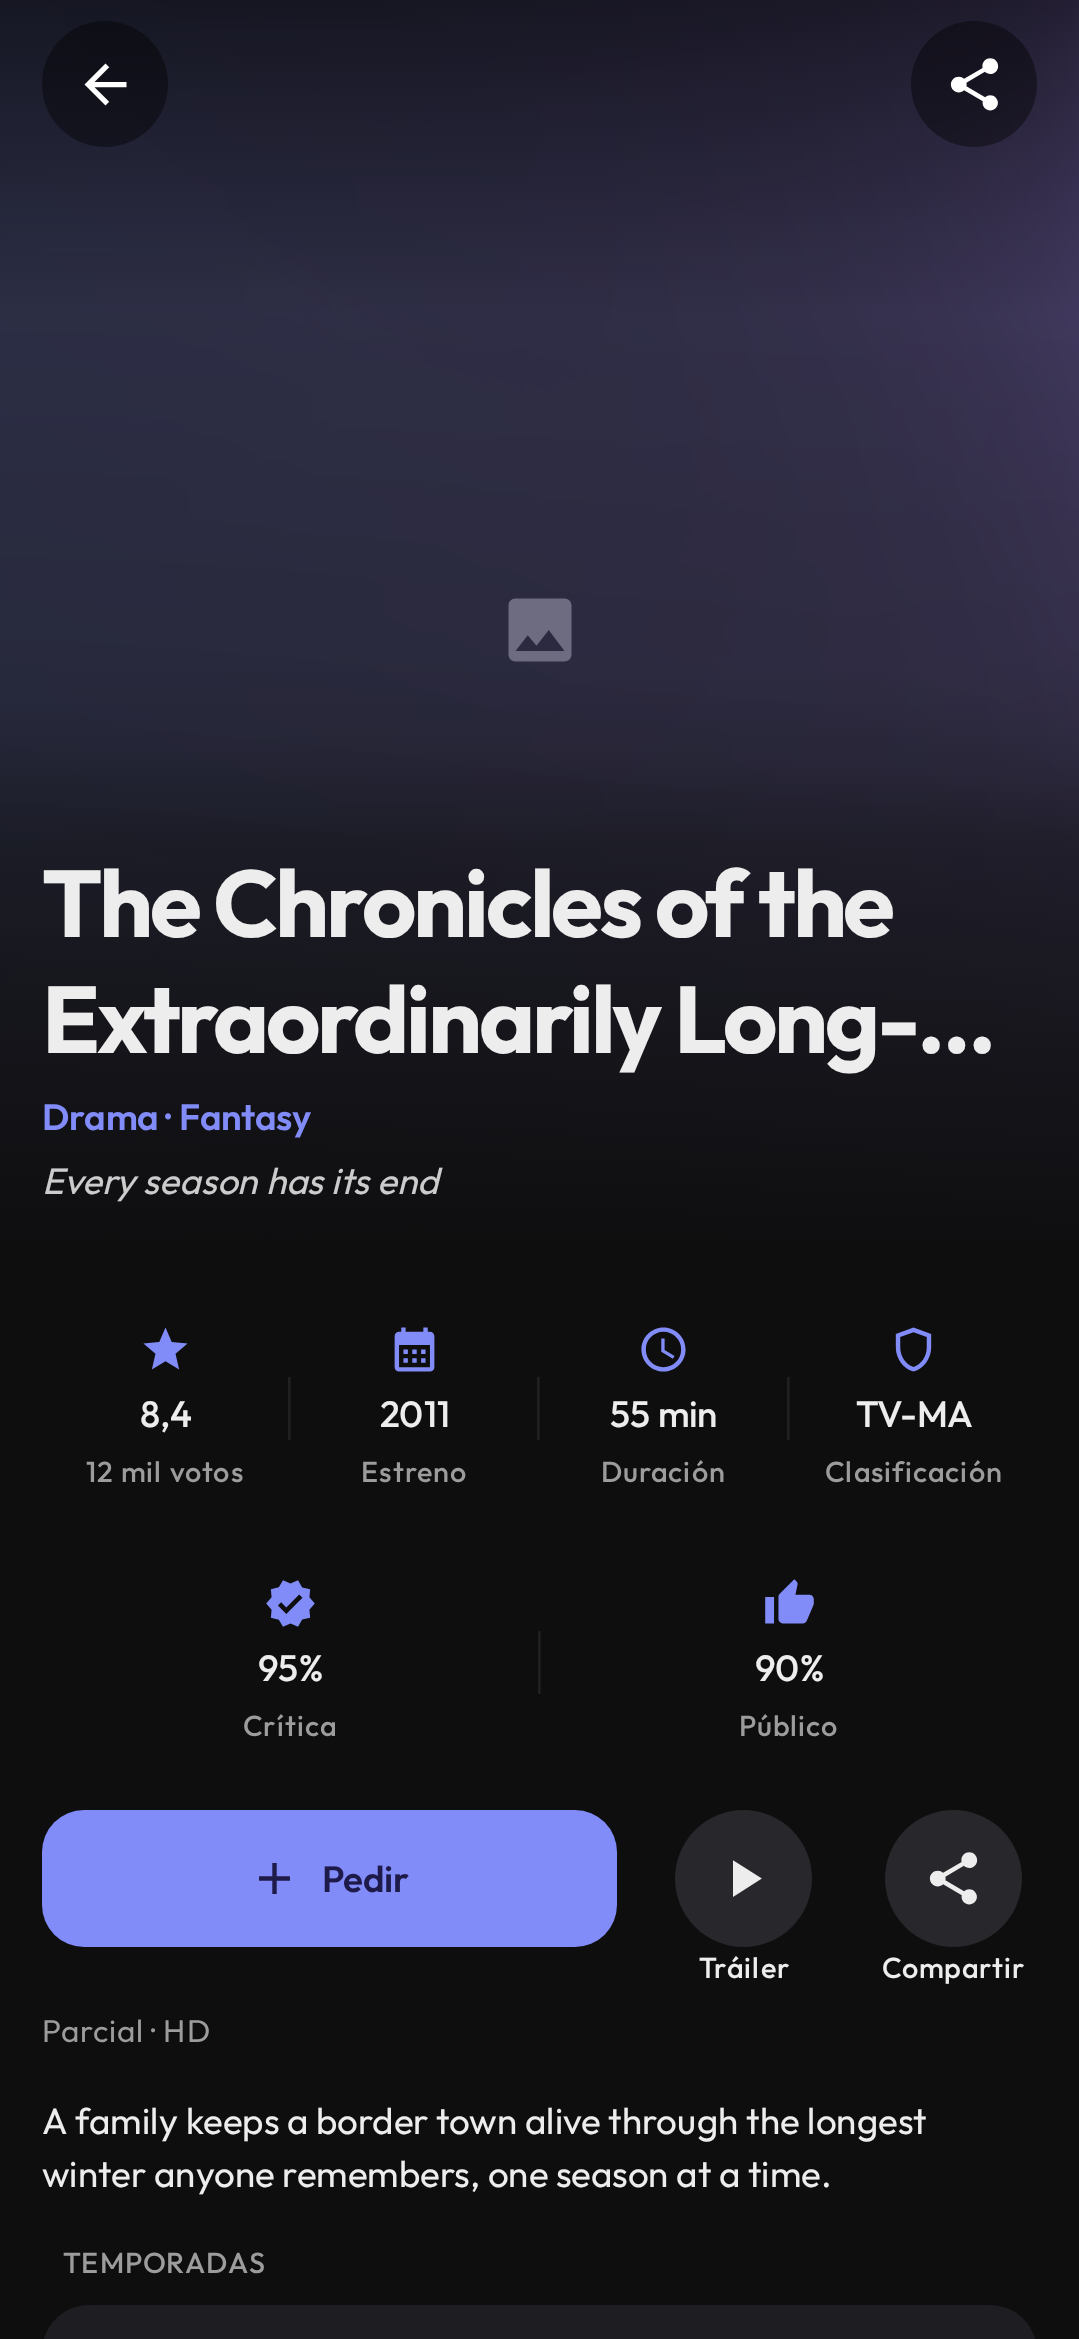 The Chronicles of the
Extraordinarily Long-...
Drama · Fantasy
Every season has its end
8,4
12 mil votos
2011
Estreno
55 min
Duración
TV-MA
Clasificación
95%
Crítica
90%
Público
Pedir
Tráiler
Compartir
Parcial · HD
A family keeps a border town alive through the longest
winter anyone remembers, one season at a time.
TEMPORADAS